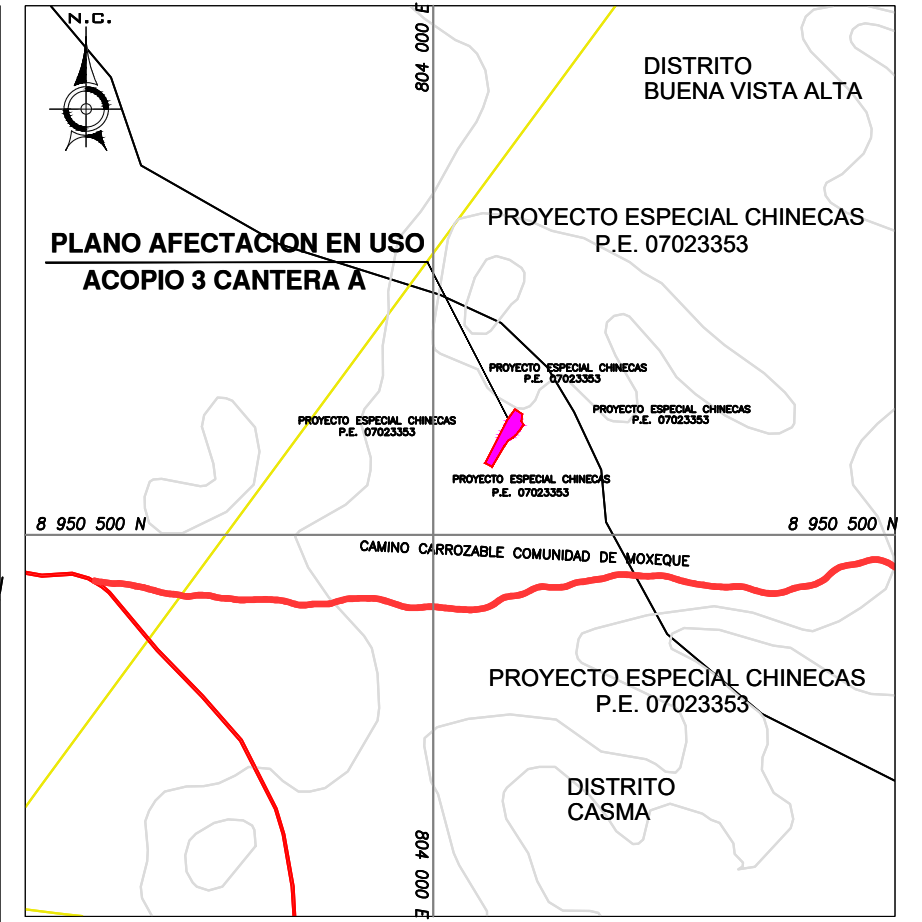 N.C.
804 000 E
DISTRITO
BUENA VISTA ALTA
PROYECTO ESPECIAL CHINECAS
P.E. 07023353
PLANO AFECTACION EN USO
ACOPIO 3 CANTERA A
PROYECTO ESPECIAL CHINECAS
P.E. 07023353
PROYECTO ESPECIAL CHINECAS
P.E. 07023353
PROYECTO ESPECIAL CHINECAS
P.E. 07023353
PROYECTO ESPECIAL CHINECAS
P.E. 07023353
8 950 500 N
8 950 500 N
CAMINO CARROZABLE COMUNIDAD DE MOXEQUE
PROYECTO ESPECIAL CHINECAS
P.E. 07023353
DISTRITO
CASMA
804 000 E